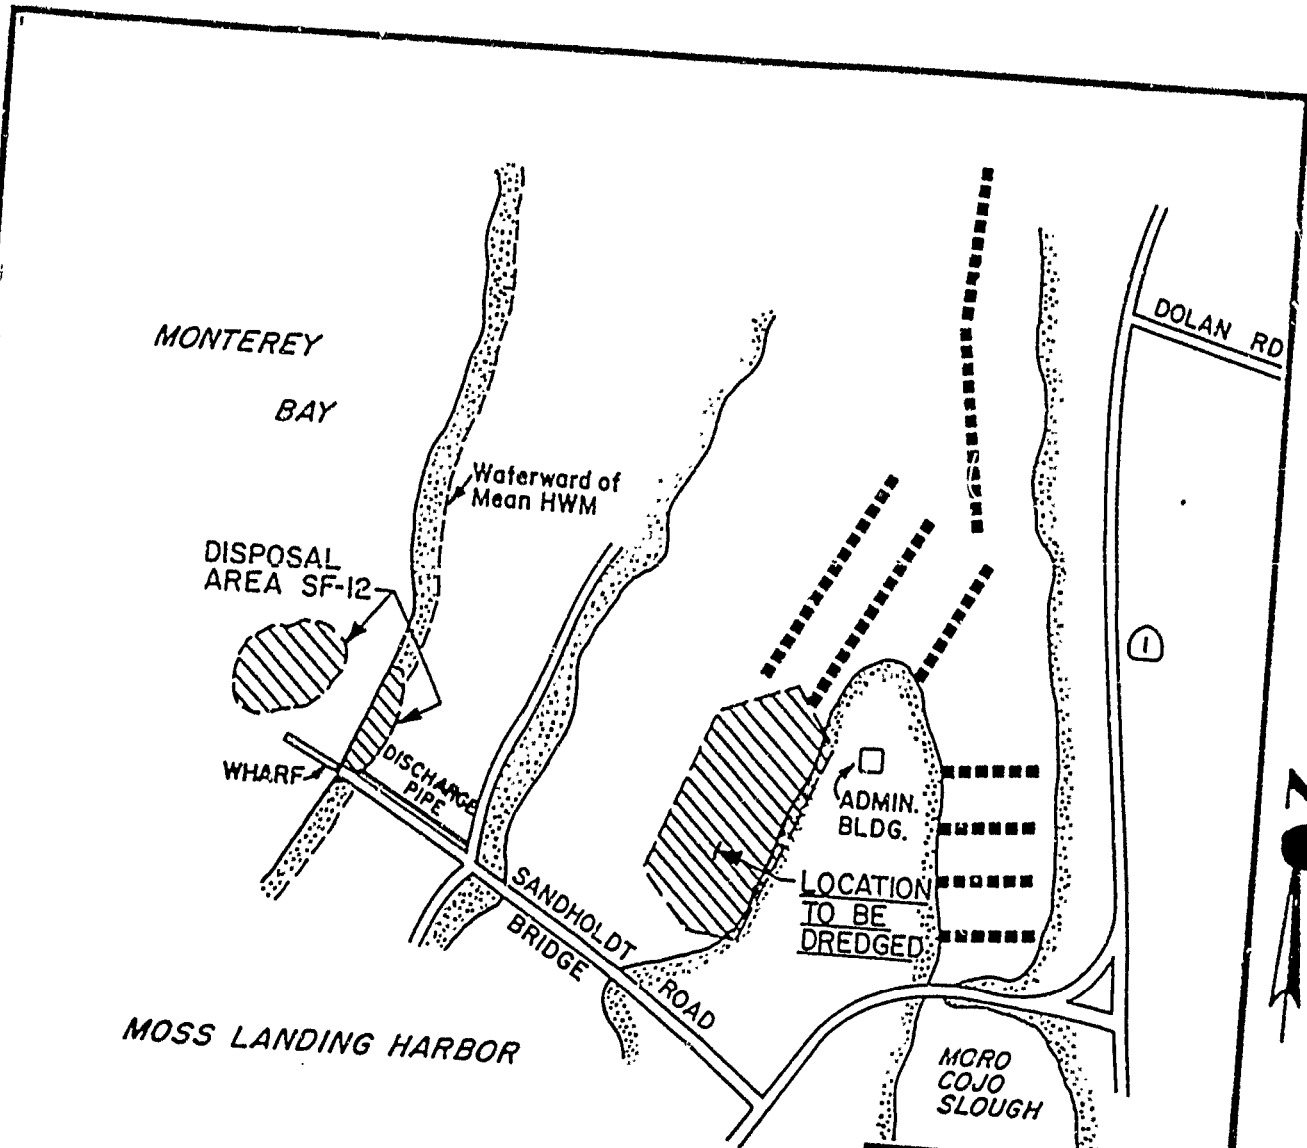 DOLAN RD
MONTEREY
BAY
Waterward of
Mean HWM
DISPOSAL
AREA SF-12
1
WHARF
DISCHARGE
PIPE
ADMIN.
BLDG.
LOCATION
TO BE
DREDGED
SANDHOLDT ROAD
BRIDGE
MOSS LANDING HARBOR
MORO
COJO
SLOUGH
N